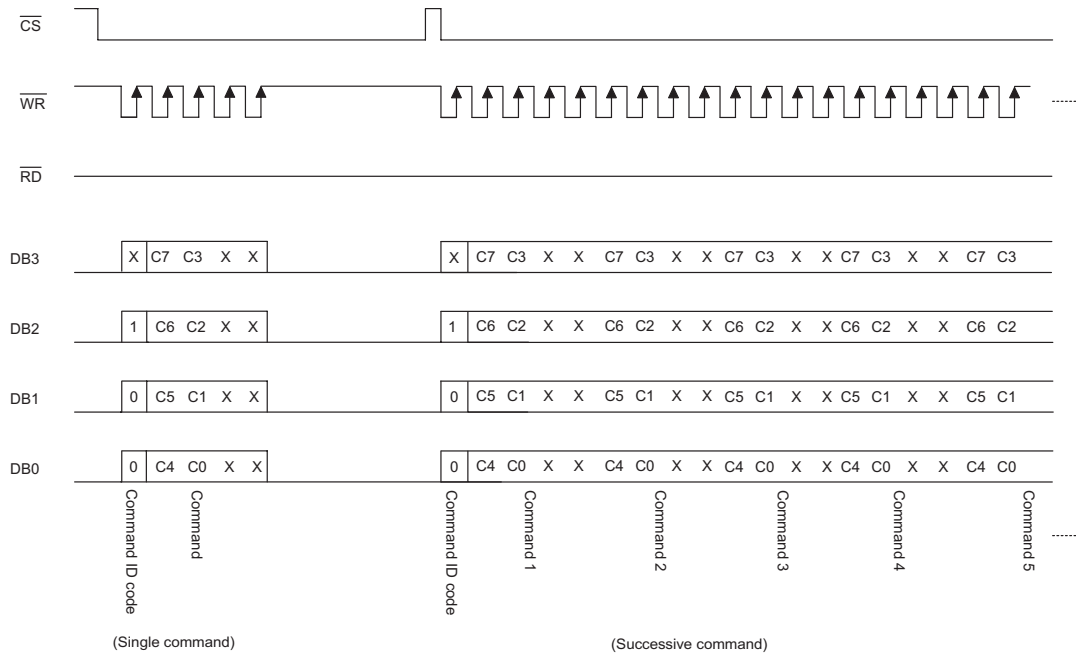 CS
WR
RD
DB3 X C7 C3 X X X C7 C3 X X C7 C3 X X C7 C3 X X C7 C3 X X C7 C3
DB2 1 C6 C2 X X 1 C6 C2 X X C6 C2 X X C6 C2 X X C6 C2 X X C6 C2
DB1 0 C5 C1 X X 0 C5 C1 X X C5 C1 X X C5 C1 X X C5 C1 X X C5 C1
DB0 0 C4 C0 X X 0 C4 C0 X X C4 C0 X X C4 C0 X X C4 C0 X X C4 C0
Command ID code
Command
Command ID code
Command 1
Command 2
Command 3
Command 4
Command 5
(Single command) (Successive command)